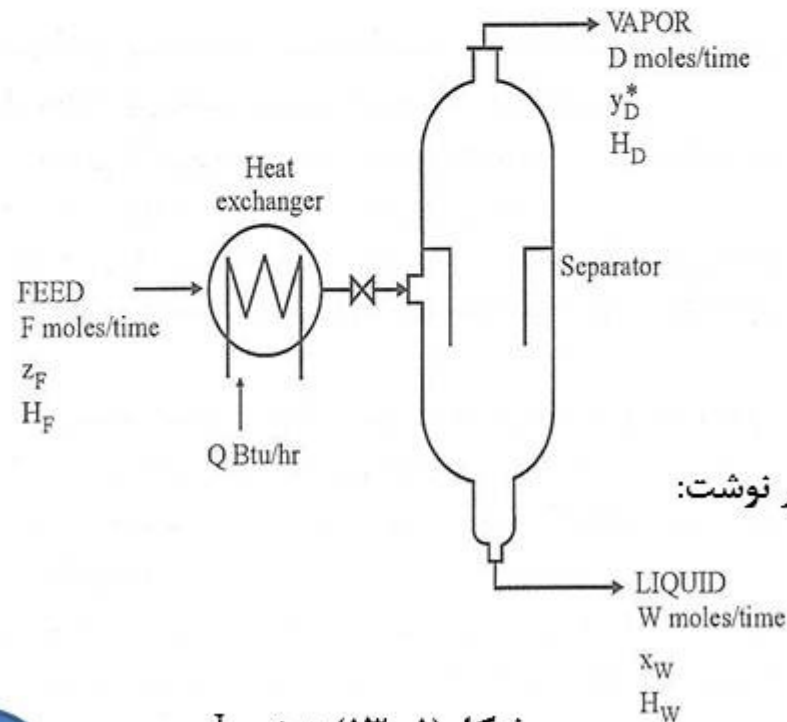 VAPOR
D moles/time
y*D
HD
Heat
exchanger
Separator
FEED
F moles/time
zF
HF
Q Btu/hr
نوشت:
LIQUID
W moles/time
xW
HW